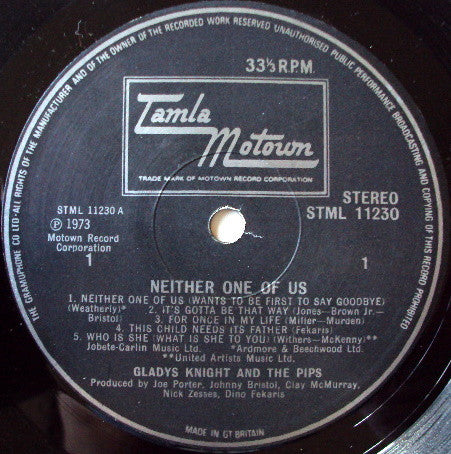 THE GRAMOPHONE CO LTD. ALL RIGHTS OF THE MANUFACTURER AND OF THE OWNER OF THE RECORDED WORK RESERVED UNAUTHORISED PUBLIC PERFORMANCE BROADCASTING AND COPYING OF THIS RECORD PROHIBITED
33⅓ RPM
Tamla
Motown
TRADE MARK OF MOTOWN RECORD CORPORATION
STEREO
STML 11230
STML 11230 A
Ⓟ 1973
Motown Record
Corporation
1
1
NEITHER ONE OF US
1. NEITHER ONE OF US (WANTS TO BE FIRST TO SAY GOODBYE)
(Weatherly)* 2. IT'S GOTTA BE THAT WAY (Jones-Brown Jr.-
Bristol) 3. FOR ONCE IN MY LIFE (Miller-Murden)
4. THIS CHILD NEEDS ITS FATHER (Fekaris)
5. WHO IS SHE (WHAT IS SHE TO YOU) (Withers-McKenny)**
Jobete-Carlin Music Ltd. *Ardmore & Beechwood Ltd.
**United Artists Music Ltd.
GLADYS KNIGHT AND THE PIPS
Produced by Joe Porter, Johnny Bristol, Clay McMurray,
Nick Zesses, Dino Fekaris
MADE IN GT BRITAIN